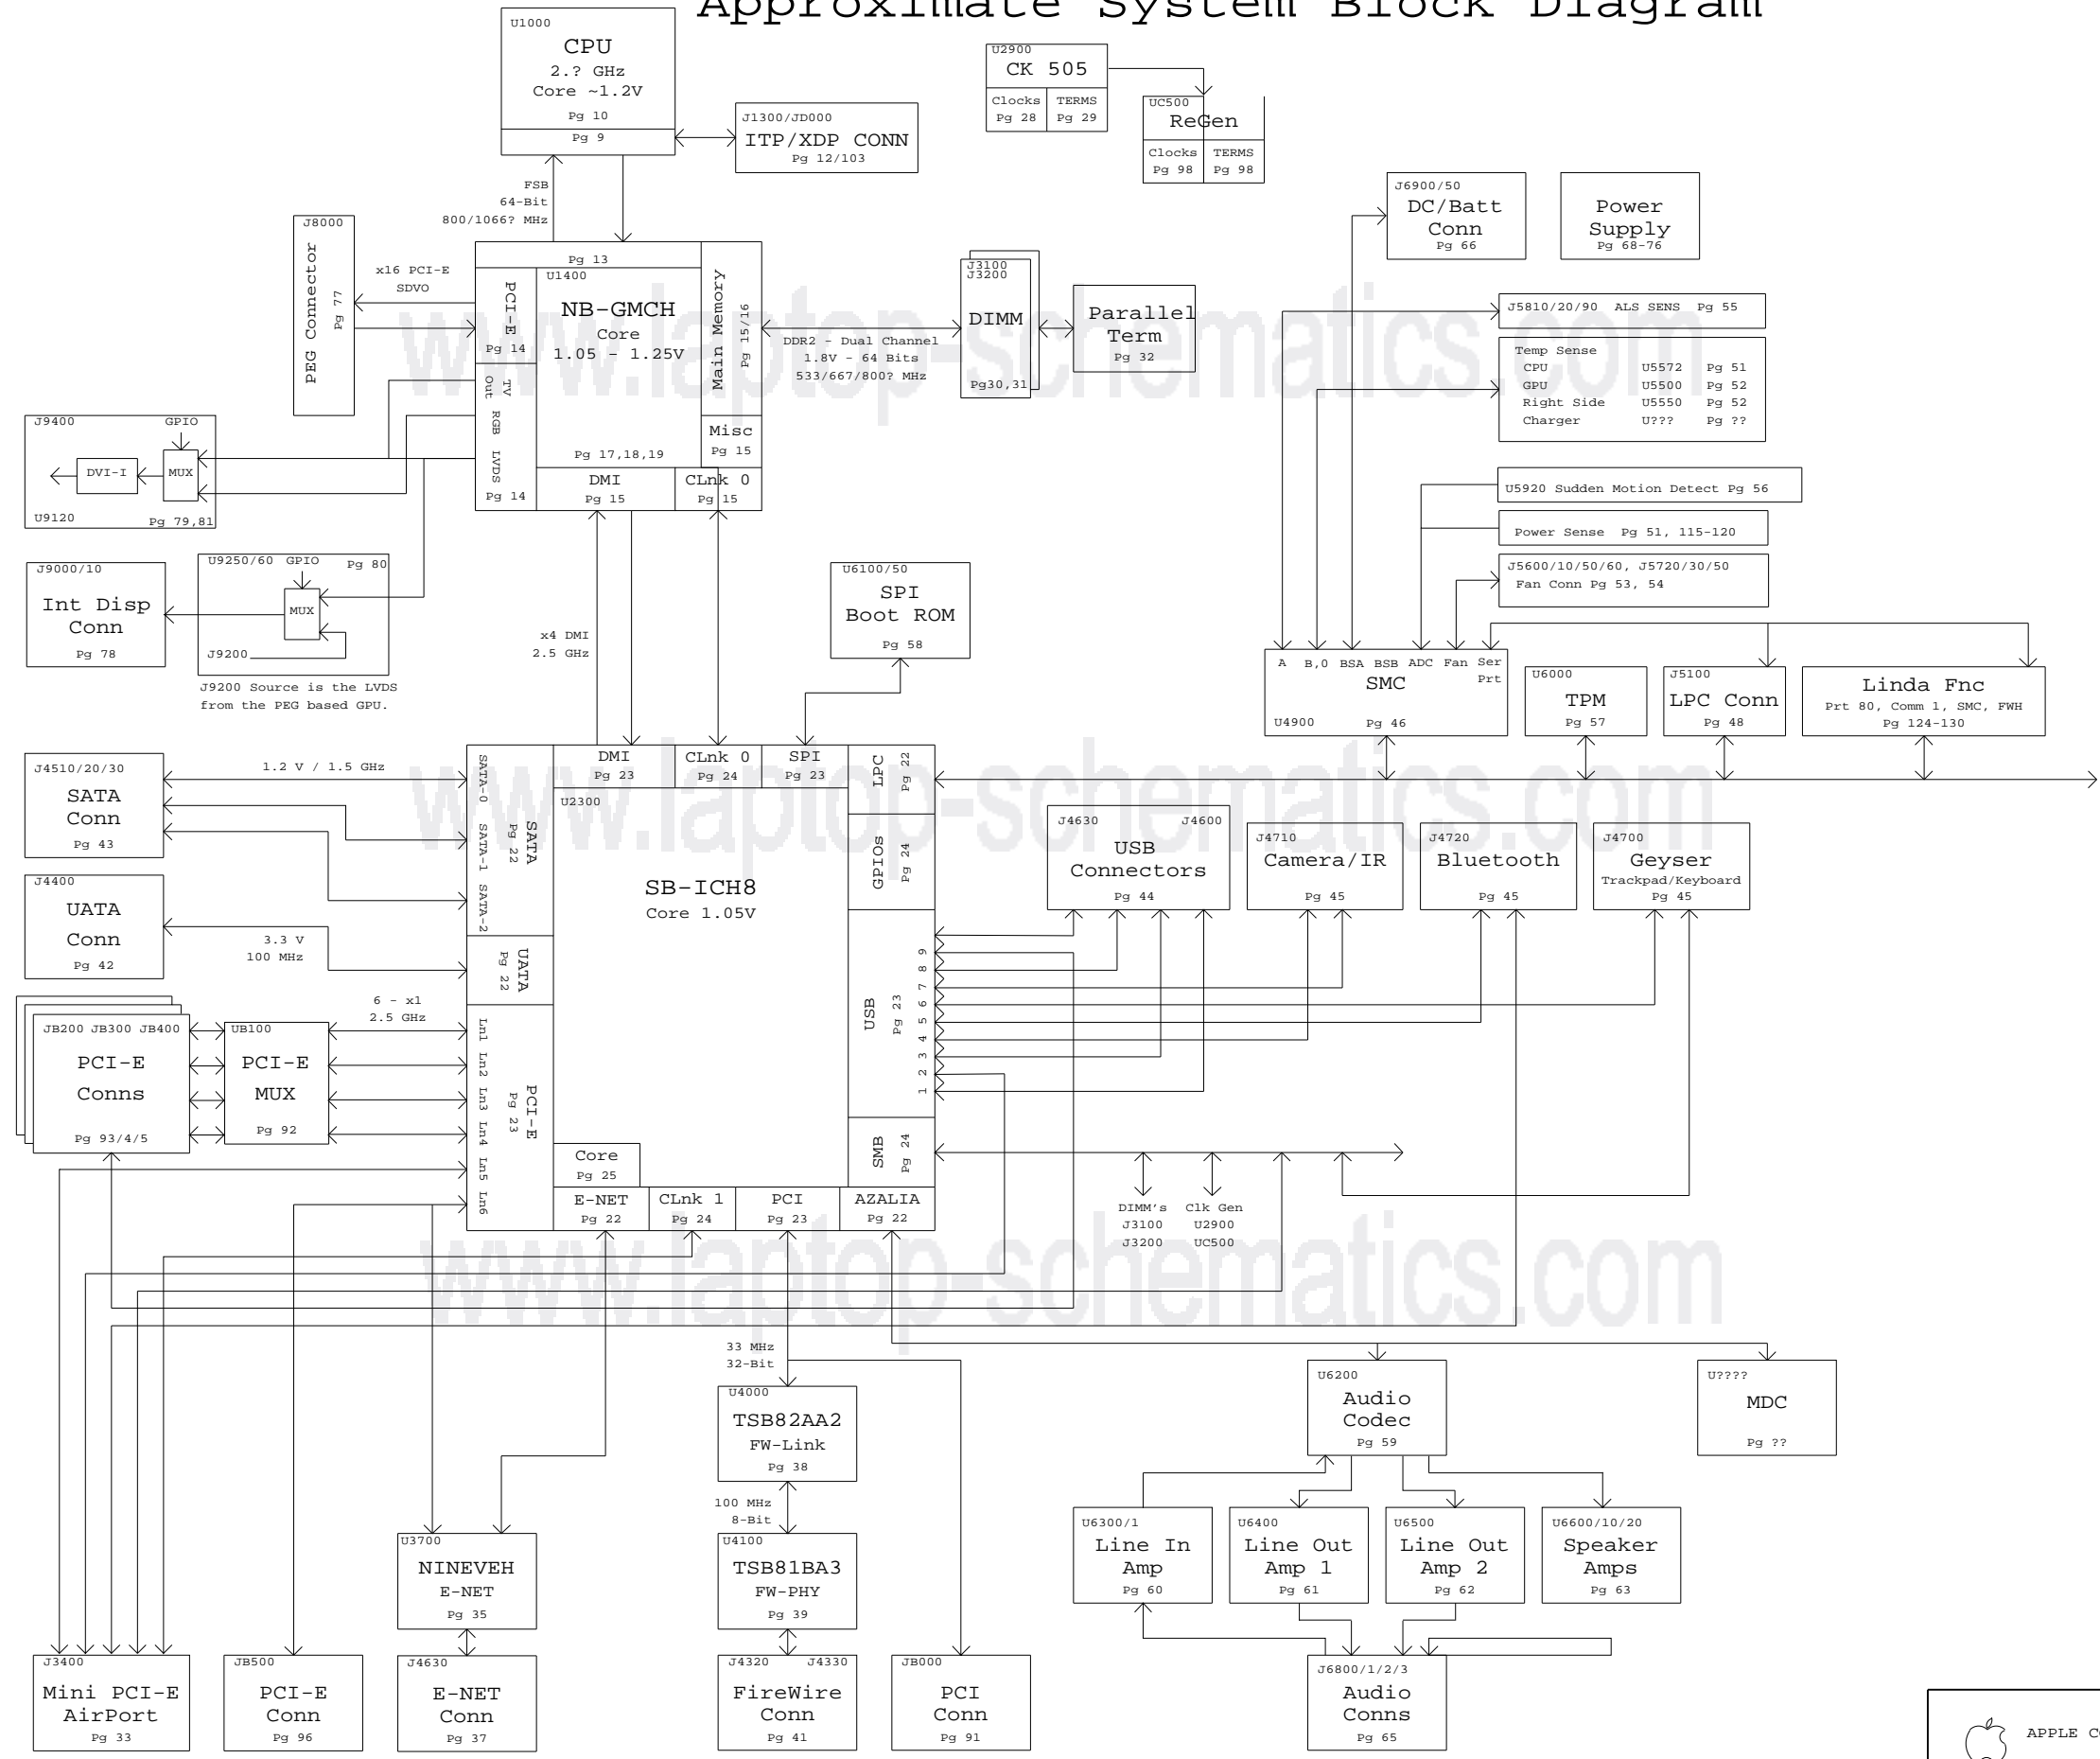 Approximate System Block Diagram
U1000
CPU
2.? GHz
Core ~1.2V
Pg 10
Pg 9
J1300/JD000
ITP/XDP CONN
Pg 12/103
U2900
CK 505
Clocks
Pg 28
TERMS
Pg 29
UC500
ReGen
Clocks
Pg 98
TERMS
Pg 98
FSB
64-Bit
800/1066? MHz
J8000
PEG Connector
Pg 77
x16 PCI-E
SDVO
Pg 13
U1400
NB-GMCH
Core
1.05 - 1.25V
Pg 17,18,19
PCI-E
Pg 14
TV
Out
RGB
LVDS
Pg 14
Main Memory
Pg 15/16
Misc
Pg 15
DMI
Pg 15
CLnk 0
Pg 15
DDR2 - Dual Channel
1.8V - 64 Bits
533/667/800? MHz
J3100
J3200
DIMM
Pg30,31
Parallel
Term
Pg 32
J6900/50
DC/Batt
Conn
Pg 66
Power
Supply
Pg 68-76
J5810/20/90 ALS SENS Pg 55
Temp Sense
CPU U5572 Pg 51
GPU U5500 Pg 52
Right Side U5550 Pg 52
Charger U??? Pg ??
U5920 Sudden Motion Detect Pg 56
Power Sense Pg 51, 115-120
J5600/10/50/60, J5720/30/50
Fan Conn Pg 53, 54
J9400
GPIO
DVI-I
MUX
U9120
Pg 79,81
J9000/10
Int Disp
Conn
Pg 78
U9250/60 GPIO Pg 80
MUX
J9200
J9200 Source is the LVDS
from the PEG based GPU.
x4 DMI
2.5 GHz
U6100/50
SPI
Boot ROM
Pg 58
A B,0 BSA BSB ADC Fan Ser
Prt
SMC
U4900
Pg 46
U6000
TPM
Pg 57
J5100
LPC Conn
Pg 48
Linda Fnc
Prt 80, Comm 1, SMC, FWH
Pg 124-130
J4510/20/30
SATA
Conn
Pg 43
1.2 V / 1.5 GHz
J4400
UATA
Conn
Pg 42
3.3 V
100 MHz
SATA-0
SATA-1
SATA-2
SATA
Pg 22
UATA
Pg 22
DMI
Pg 23
CLnk 0
Pg 24
SPI
Pg 23
LPC
Pg 22
U2300
SB-ICH8
Core 1.05V
GPIOs
Pg 24
USB
Pg 23
9
8
7
6
5
4
3
2
1
SMB
Pg 24
J4630
J4600
USB
Connectors
Pg 44
J4710
Camera/IR
Pg 45
J4720
Bluetooth
Pg 45
J4700
Geyser
Trackpad/Keyboard
Pg 45
JB200 JB300 JB400
PCI-E
Conns
Pg 93/4/5
UB100
PCI-E
MUX
Pg 92
6 - x1
2.5 GHz
Ln1
Ln2
Ln3
Ln4
Ln5
Ln6
PCI-E
Pg 23
Core
Pg 25
E-NET
Pg 22
CLnk 1
Pg 24
PCI
Pg 23
AZALIA
Pg 22
DIMM's
J3100
J3200
Clk Gen
U2900
UC500
33 MHz
32-Bit
U4000
TSB82AA2
FW-Link
Pg 38
100 MHz
8-Bit
U4100
TSB81BA3
FW-PHY
Pg 39
U3700
NINEVEH
E-NET
Pg 35
U6200
Audio
Codec
Pg 59
U????
MDC
Pg ??
U6300/1
Line In
Amp
Pg 60
U6400
Line Out
Amp 1
Pg 61
U6500
Line Out
Amp 2
Pg 62
U6600/10/20
Speaker
Amps
Pg 63
J3400
Mini PCI-E
AirPort
Pg 33
JB500
PCI-E
Conn
Pg 96
J4630
E-NET
Conn
Pg 37
J4320
J4330
FireWire
Conn
Pg 41
JB000
PCI
Conn
Pg 91
J6800/1/2/3
Audio
Conns
Pg 65
APPLE
www.laptop-schematics.com
www.laptop-schematics.com
www.laptop-schematics.com